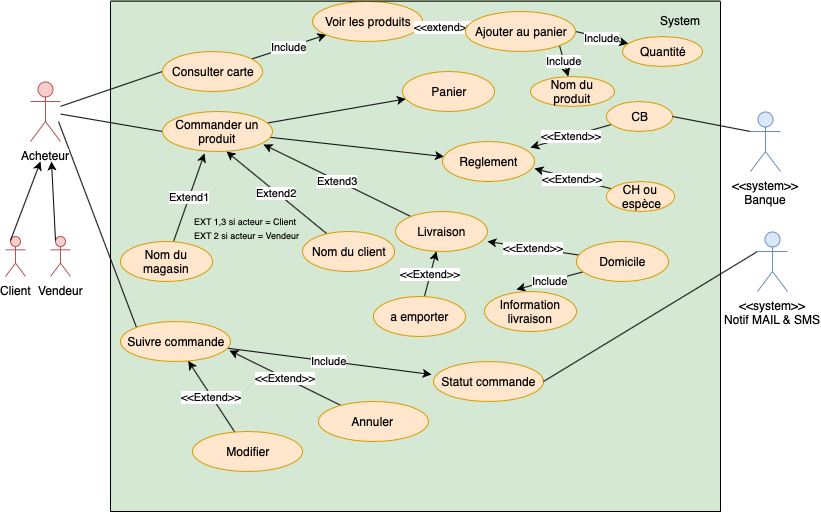 System
Voir les produits
<<extend>
Ajouter au panier
Include
Quantité
Include
Include
Nom du
produit
Consulter carte
Panier
CB
Commander un
produit
<<Extend>>
Acheteur
Reglement
<<Extend>>
CH ou
espèce
<<system>>
Banque
Extend1
Extend2
Extend3
EXT 1,3 si acteur = Client
EXT 2 si acteur = Vendeur
Livraison
<<Extend>>
Domicile
Nom du
magasin
Nom du client
<<Extend>>
Include
Client
Vendeur
Information
livraison
a emporter
<<system>>
Notif MAIL & SMS
Suivre commande
Include
<<Extend>>
Statut commande
<<Extend>>
Annuler
Modifier